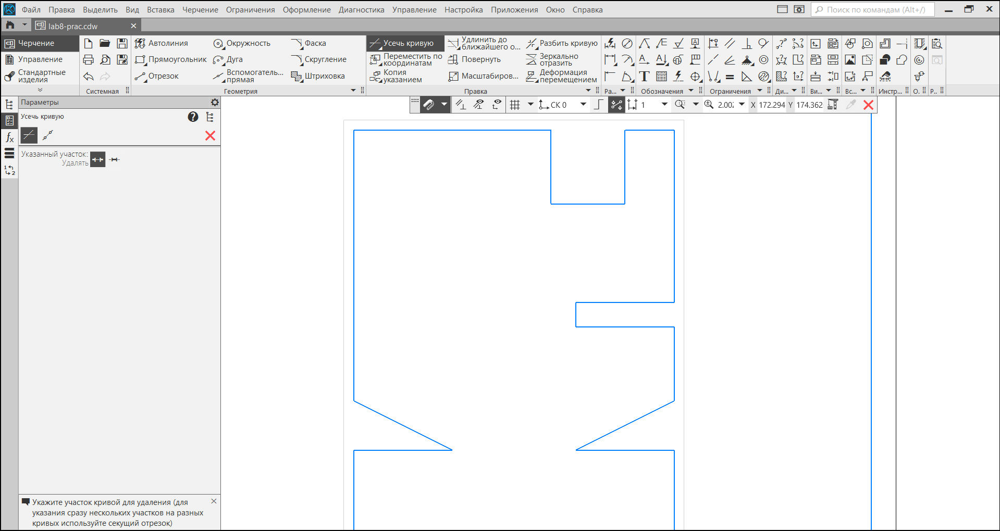 Файл Правка Выделить Вид Вставка Черчение Ограничения Оформление Диагностика Управление Настройка Приложения Окно Справка Поиск по командам (Alt+/)
lab8-prac.cdw
Черчение
Управление
Стандартные
изделия
Системная
Автолиния Окружность Фаска
Прямоугольник Дуга Скругление
Отрезок Вспомогатель...
прямая Штриховка
Геометрия
Усечь кривую Удлинить до
ближайшего о... Разбить кривую
Переместить по
координатам Повернуть Зеркально
отразить
Копия
указанием Масштабиров... Деформация
перемещением
Правка
Ра... Обозначения Ограничения Ди... Ви... Вс... Инстр... О. Р..
Параметры
СК 0 1 2.002 X 172.294 Y 174.362
Усечь кривую
Указанный участок:
Удалять
Укажите участок кривой для удаления (для
указания сразу нескольких участков на разных
кривых используйте секущий отрезок)